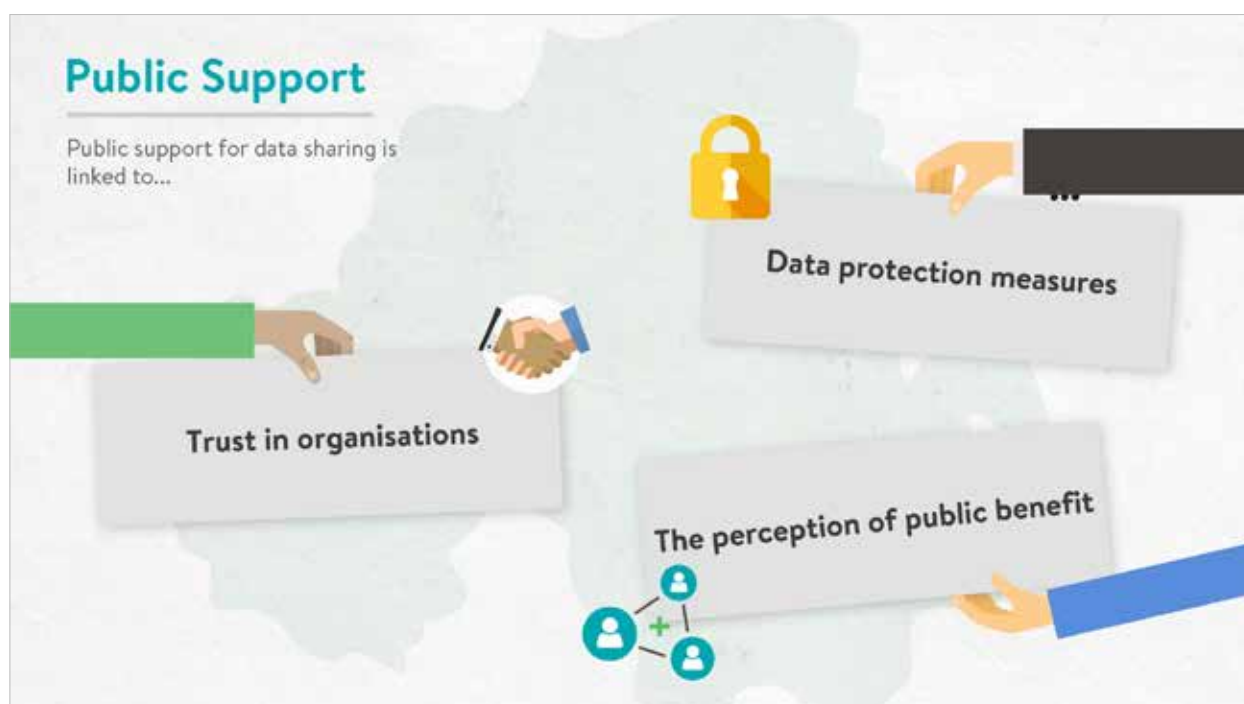 Public Support
Public support for data sharing is
linked to...
Trust in organisations
Data protection measures
The perception of public benefit